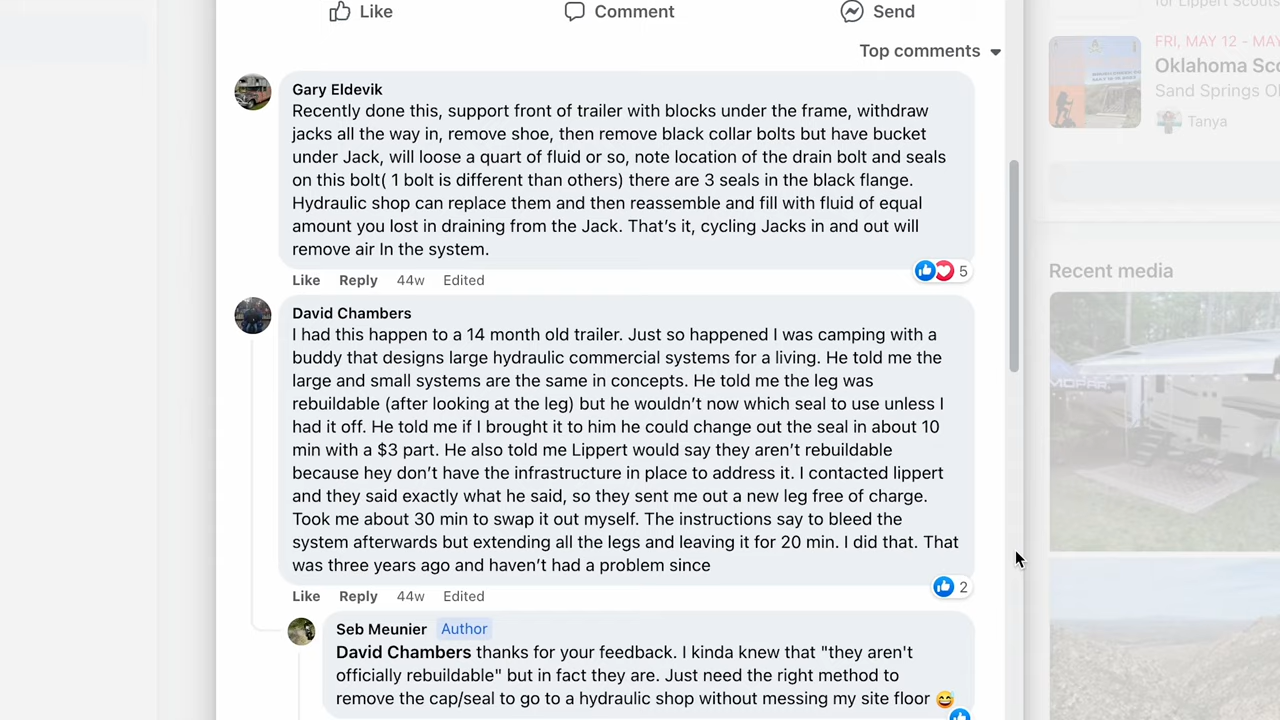 for Lippert Scouts
Like
Comment
Send
FRI, MAY 12 - MAY
Oklahoma Sco
Sand Springs Ol
Tanya
Top comments
Gary Eldevik
Recently done this, support front of trailer with blocks under the frame, withdraw
jacks all the way in, remove shoe, then remove black collar bolts but have bucket
under Jack, will loose a quart of fluid or so, note location of the drain bolt and seals
on this bolt( 1 bolt is different than others) there are 3 seals in the black flange.
Hydraulic shop can replace them and then reassemble and fill with fluid of equal
amount you lost in draining from the Jack. That's it, cycling Jacks in and out will
remove air In the system.
Like Reply 44w Edited
5
Recent media
David Chambers
I had this happen to a 14 month old trailer. Just so happened I was camping with a
buddy that designs large hydraulic commercial systems for a living. He told me the
large and small systems are the same in concepts. He told me the leg was
rebuildable (after looking at the leg) but he wouldn't now which seal to use unless I
had it off. He told me if I brought it to him he could change out the seal in about 10
min with a $3 part. He also told me Lippert would say they aren't rebuildable
because hey don't have the infrastructure in place to address it. I contacted lippert
and they said exactly what he said, so they sent me out a new leg free of charge.
Took me about 30 min to swap it out myself. The instructions say to bleed the
system afterwards but extending all the legs and leaving it for 20 min. I did that. That
was three years ago and haven't had a problem since
Like Reply 44w Edited
2
Seb Meunier Author
David Chambers thanks for your feedback. I kinda knew that "they aren't
officially rebuildable" but in fact they are. Just need the right method to
remove the cap/seal to go to a hydraulic shop without messing my site floor 😅